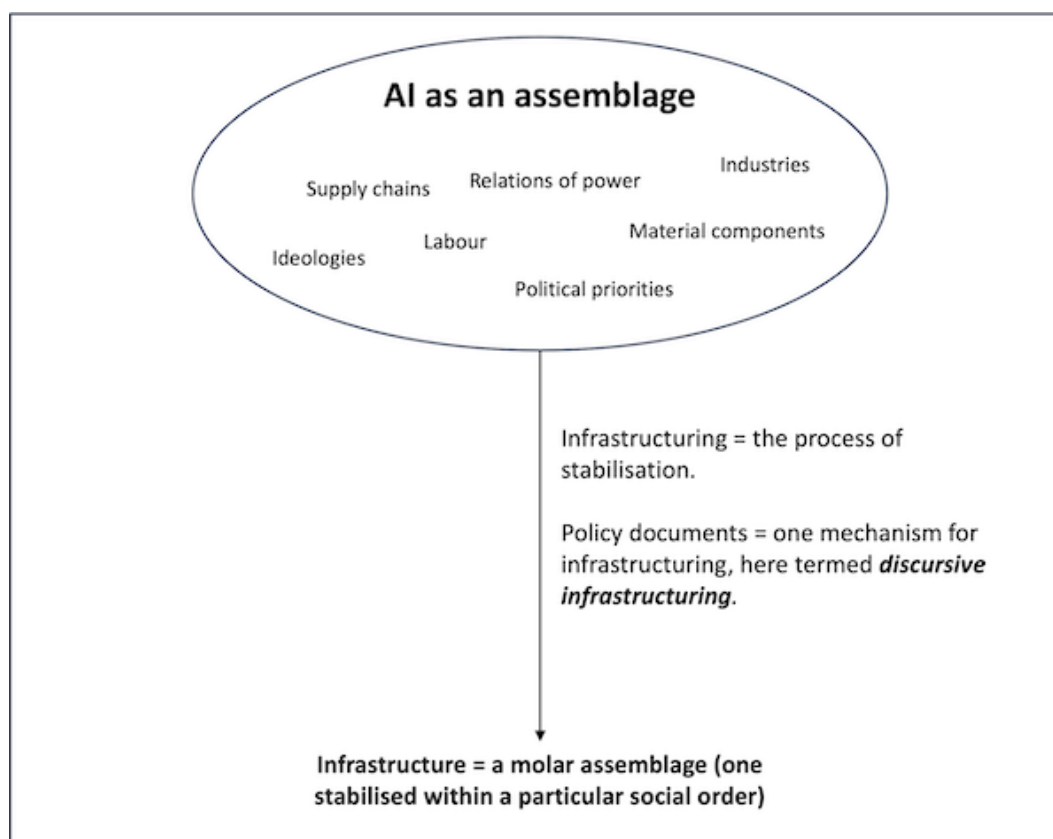 AI as an assemblage
Industries
Supply chains
Relations of power
Material components
Labour
Ideologies
Political priorities
Infrastructuring = the process of
stabilisation.
Policy documents = one mechanism for
infrastructuring, here termed discursive
infrastructuring.
Infrastructure = a molar assemblage (one
stabilised within a particular social order)